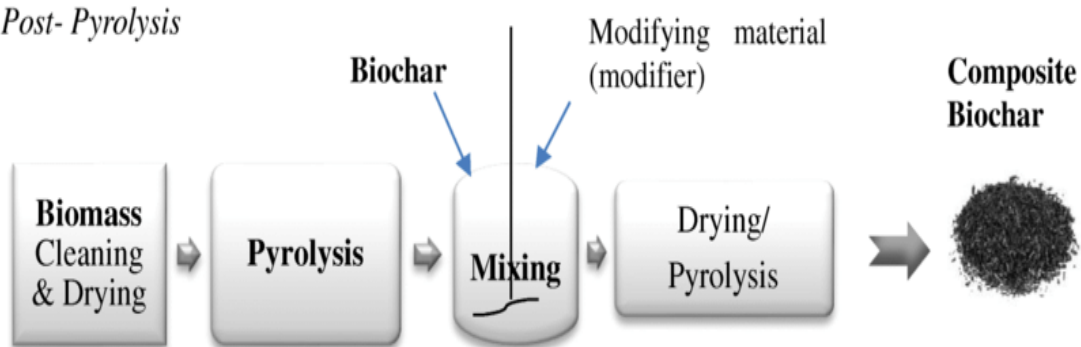 Post- Pyrolysis
Biochar
Modifying material
(modifier)
Composite
Biochar
Biomass
Cleaning
& Drying
Pyrolysis
Mixing
Drying/
Pyrolysis